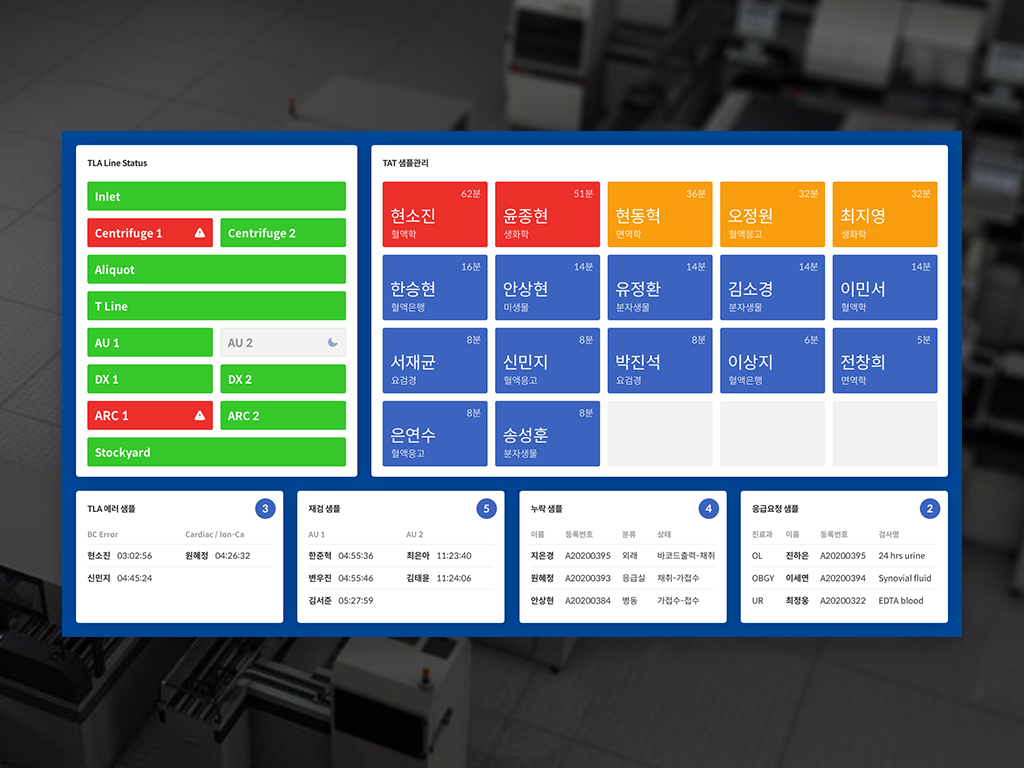 TLA Line Status
Inlet
Centrifuge 1
Centrifuge 2
Aliquot
T Line
AU 1
AU 2
DX 1
DX 2
ARC 1
ARC 2
Stockyard
TAT 샘플관리
62분
현소진
혈액학
51분
윤종현
생화학
36분
현동혁
면역학
32분
오정원
혈액응고
32분
최지영
생화학
16분
한승현
혈액은행
14분
안상현
미생물
14분
유정환
분자생물
14분
김소경
분자생물
14분
이민서
혈액학
8분
서재균
요검경
8분
신민지
혈액응고
8분
박진석
요검경
6분
이상지
혈액은행
5분
전창희
면역학
8분
은연수
혈액응고
8분
송성훈
분자생물
TLA 에러 샘플 3
BC Error Cardiac / Ion-Ca
현소진 03:02:56 원혜정 04:26:32
신민지 04:45:24
재검 샘플 5
AU 1 AU 2
한준혁 04:55:36 최은아 11:23:40
변우진 04:55:46 김태윤 11:24:06
김서준 05:27:59
누락 샘플 4
이름 등록번호 분류 상태
지은경 A20200395 외래 바코드출력-채취
원혜정 A20200393 응급실 채취-가접수
안상현 A20200384 병동 가접수-접수
응급요청 샘플 2
진료과 이름 등록번호 검사명
OL 진하은 A20200395 24 hrs urine
OBGY 이세연 A20200394 Synovial fluid
UR 최정웅 A20200322 EDTA blood